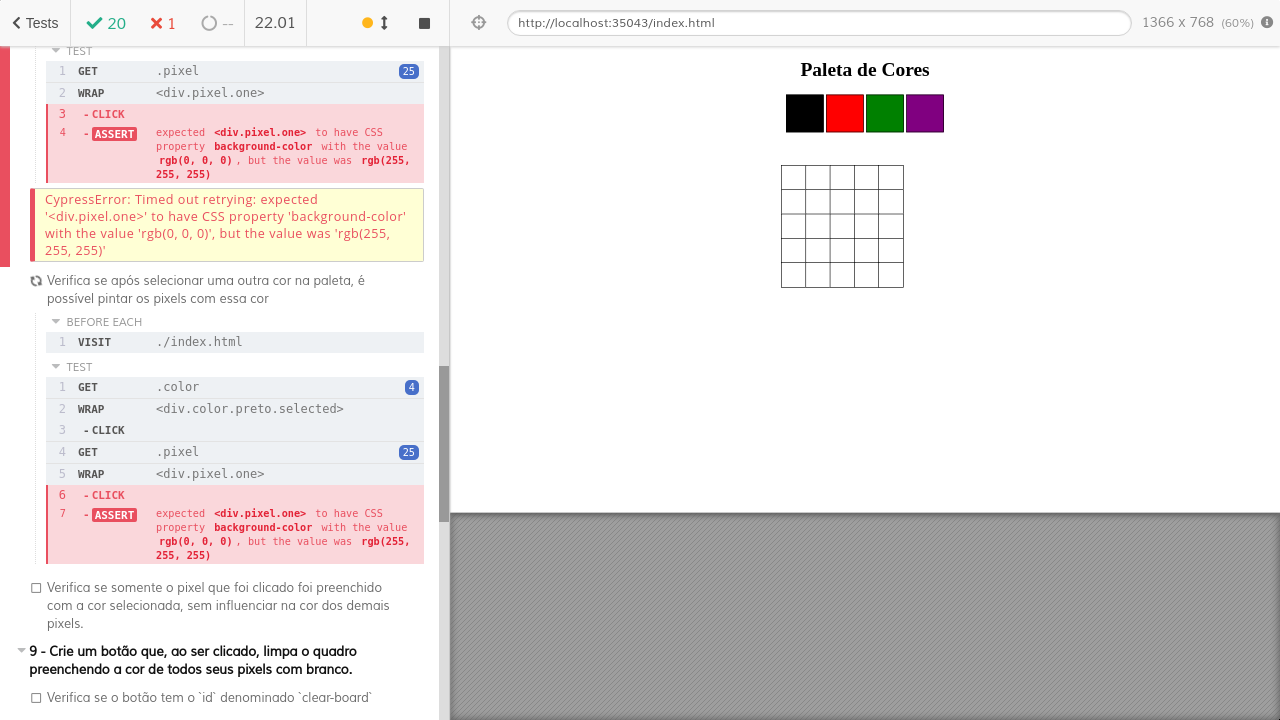 Tests 20 1 -- 22.01
http://localhost:35043/index.html 1366 x 768 (60%)
TEST
1 GET .pixel 25
2 WRAP <div.pixel.one>
3 - CLICK
4 - ASSERT expected <div.pixel.one> to have CSS
property background-color with the value
rgb(0, 0, 0) , but the value was rgb(255,
255, 255)
CypressError: Timed out retrying: expected
'<div.pixel.one>' to have CSS property 'background-color'
with the value 'rgb(0, 0, 0)', but the value was 'rgb(255,
255, 255)'
Verifica se após selecionar uma outra cor na paleta, é
possível pintar os pixels com essa cor
BEFORE EACH
1 VISIT ./index.html
TEST
1 GET .color 4
2 WRAP <div.color.preto.selected>
3 - CLICK
4 GET .pixel 25
5 WRAP <div.pixel.one>
6 - CLICK
7 - ASSERT expected <div.pixel.one> to have CSS
property background-color with the value
rgb(0, 0, 0) , but the value was rgb(255,
255, 255)
Verifica se somente o pixel que foi clicado foi preenchido
com a cor selecionada, sem influenciar na cor dos demais
pixels.
9 - Crie um botão que, ao ser clicado, limpa o quadro
preenchendo a cor de todos seus pixels com branco.
Verifica se o botão tem o `id` denominado `clear-board`
Paleta de Cores